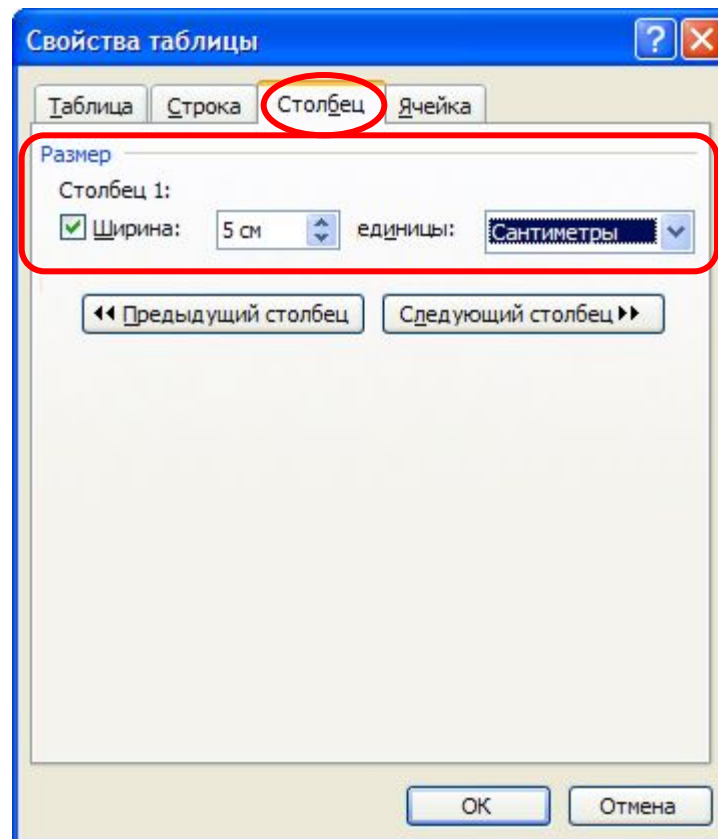 Свойства таблицы
Таблица Строка Столбец Ячейка
Размер
Столбец 1:
Ширина: 5 см единицы: Сантиметры
Предыдущий столбец Следующий столбец
ОК Отмена